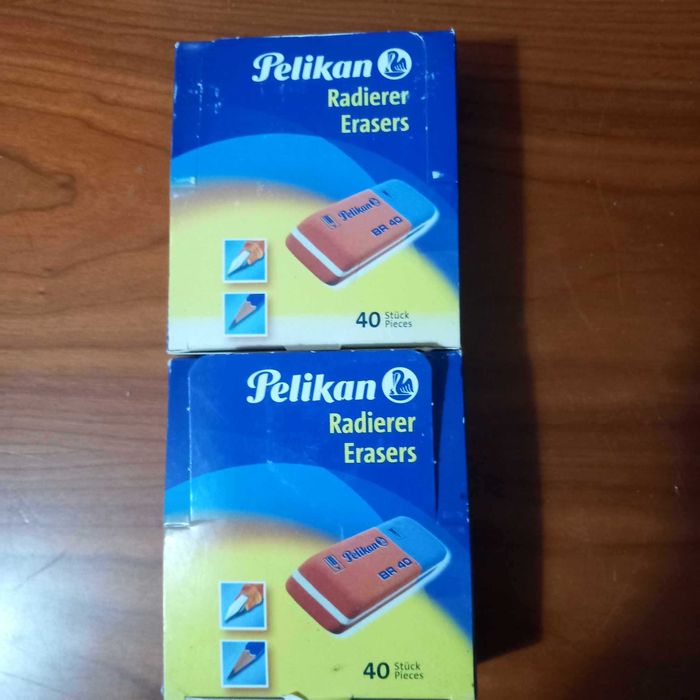 Pelikan
Radierer
Erasers
Pelikan
BR 40
40 Stück
Pieces
Pelikan
Radierer
Erasers
Pelikan
BR 40
40 Stück
Pieces